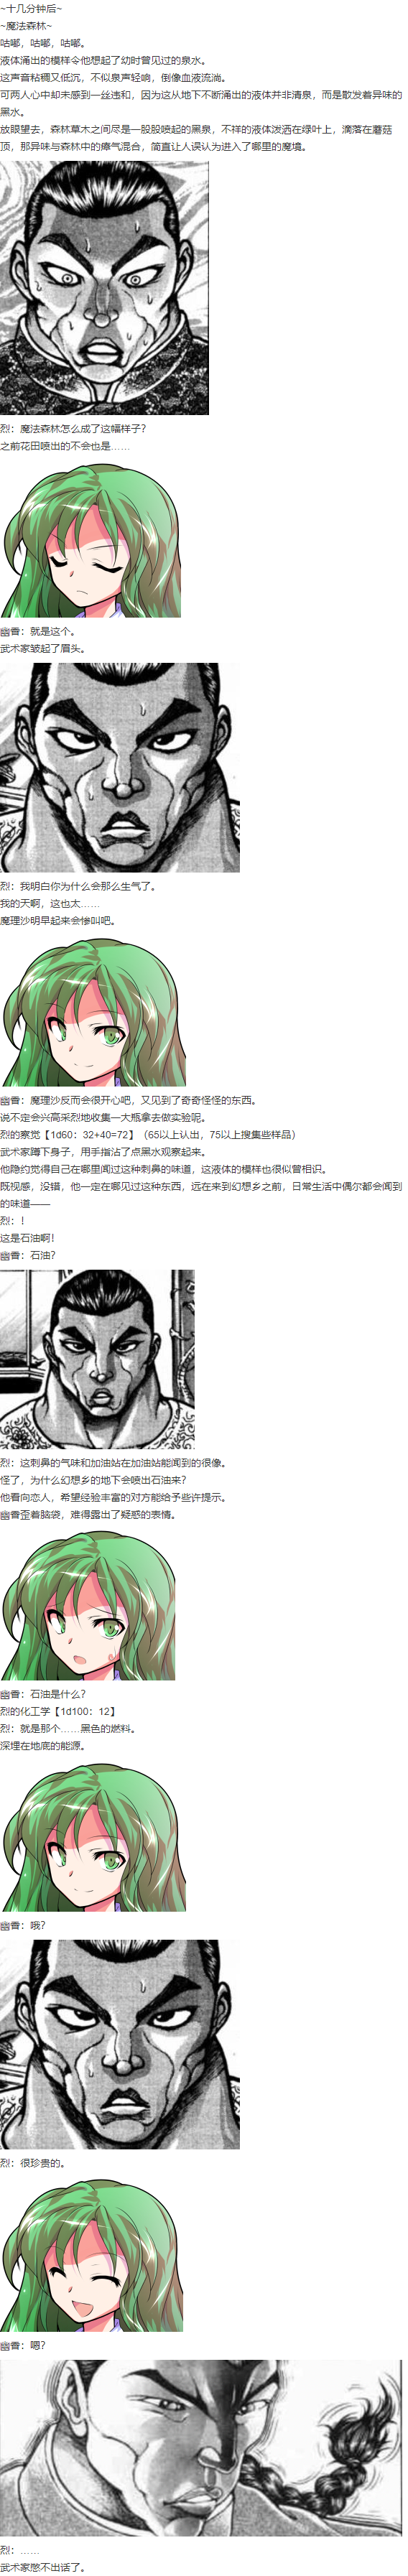 ~十几分钟后~
~魔法森林~
咕嘟，咕嘟，咕嘟。
液体涌出的模样令他想起了幼时曾见过的泉水。
这声音粘稠又低沉，不似泉声轻响，倒像血液流淌。
可两人心中却未感到一丝违和，因为这从地下不断涌出的液体并非清泉，而是散发着异味的
黑水。
放眼望去，森林草木之间尽是一股股喷起的黑泉，不祥的液体泼洒在绿叶上，滴落在蘑菇
顶，那异味与森林中的瘴气混合，简直让人误认为进入了哪里的魔境。
烈：魔法森林怎么成了这幅样子？
之前花田喷出的不会也是……
幽香：就是这个。
武术家皱起了眉头。
烈：我明白你为什么会那么生气了。
我的天啊，这也太……
魔理沙明早起来会惨叫吧。
幽香：魔理沙反而会很开心吧，又见到了奇奇怪怪的东西。
说不定会兴高采烈地收集一大瓶拿去做实验呢。
烈的察觉【1d60：32+40=72】（65以上认出，75以上搜集些样品）
武术家蹲下身子，用手指沾了点黑水观察起来。
他隐约觉得自己在哪里闻过这种刺鼻的味道，这液体的模样也很似曾相识。
既视感，没错，他一定在哪见过这种东西，远在来到幻想乡之前，日常生活中偶尔都会闻到
的味道——
烈：！
这是石油啊！
幽香：石油？
烈：这刺鼻的气味和加油站在加油站能闻到的很像。
怪了，为什么幻想乡的地下会喷出石油来？
他看向恋人，希望经验丰富的对方能给予些许提示。
幽香歪着脑袋，难得露出了疑惑的表情。
幽香：石油是什么？
烈的化工学【1d100：12】
烈：就是那个……黑色的燃料。
深埋在地底的能源。
幽香：哦？
烈：很珍贵的。
幽香：嗯？
烈：……
武术家憋不出话了。